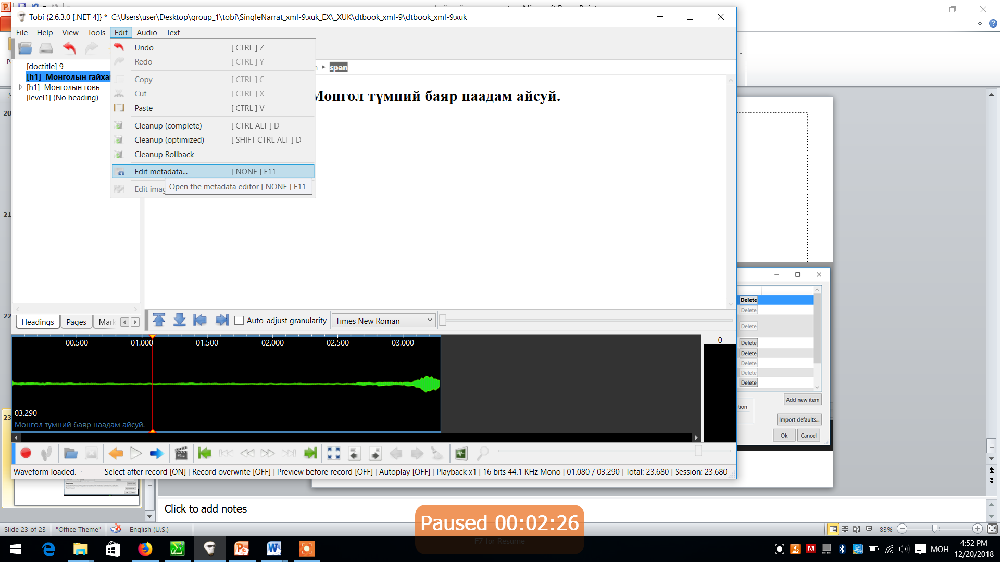 Tobi {2.6.3.0 [.NET 4]} * C:\Users\user\Desktop\group_1\tobi\SingleNarrat_xml-9.xuk_EX\_XUK\dtbook_xml-9\dtbook_xml-9.xuk
File Help View Tools Edit Audio Text
Undo [ CTRL ] Z
Redo [ CTRL ] Y
Copy [ CTRL ] C
Cut [ CTRL ] X
Paste [ CTRL ] V
Cleanup (complete) [ CTRL ALT ] D
Cleanup (optimized) [ SHIFT CTRL ALT ] D
Cleanup Rollback
Edit metadata... [ NONE ] F11
Open the metadata editor [ NONE ] F11
[doctitle] 9
[h1] Монголын
[h1] Монголын говь
[level1] (No heading)
span
Монгол түмний баяр наадам айсуй.
20
21
22
23
Headings Pages Mark
Auto-adjust granularity Times New Roman
00.500 01.000 01.500 02.000 02.500 03.000
0
03.290
Монгол түмний баяр наадам айсуй.
Waveform loaded. Select after record [ON] | Record overwrite [OFF] | Preview before record [OFF] | Autoplay [OFF] | Playback x1 | 16 bits 44.1 KHz Mono | 01.080 / 03.290 | Total: 23.680 | Session: 23.680
Delete
Delete
Delete
Delete
Delete
Delete
Delete
Delete
Add new item
Import defaults...
Ok Cancel
Click to add notes
Paused 00:02:26
F7 for Resume
Slide 23 of 23 "Office Theme" English (U.S.) 83%
МОН
4:52 PM
12/20/2018